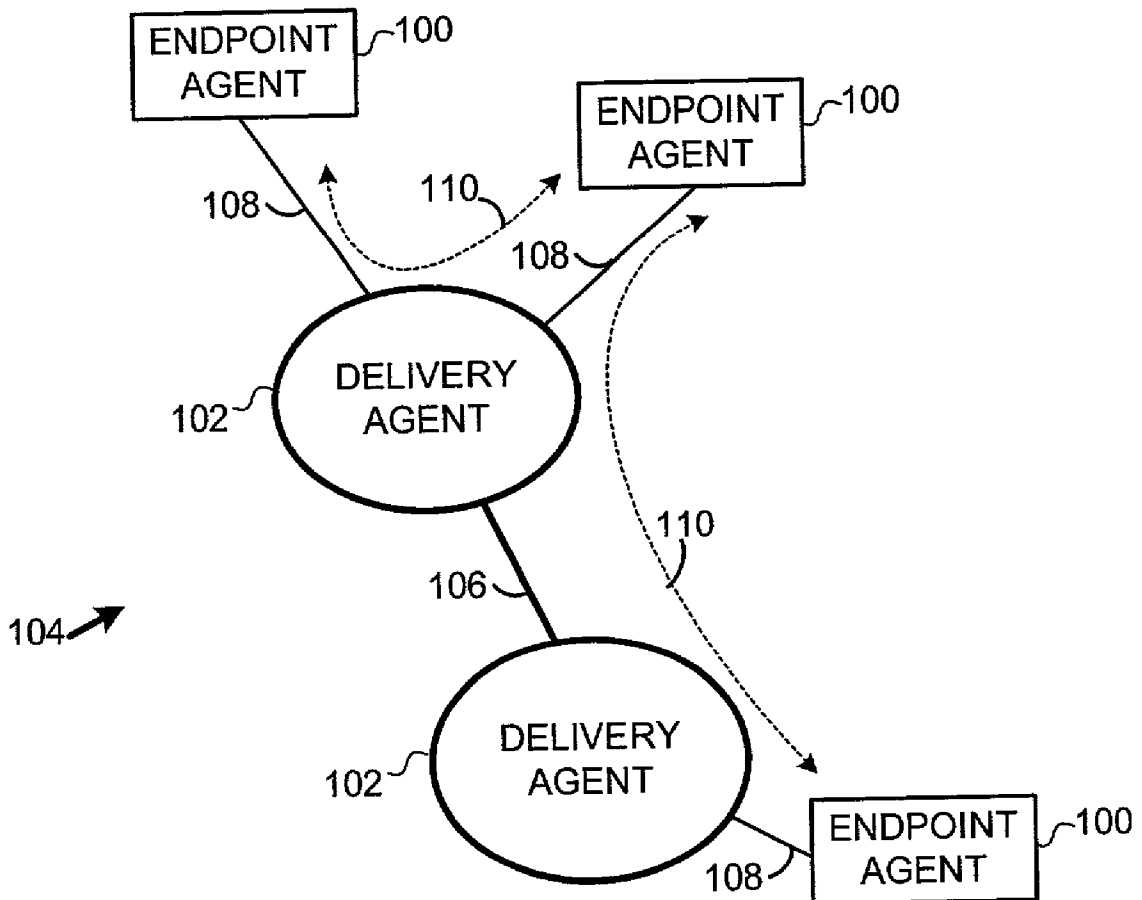 ENDPOINT
AGENT
100
ENDPOINT
AGENT
100
108
110
108
DELIVERY
AGENT
102
110
106
104
DELIVERY
AGENT
102
ENDPOINT
AGENT
100
108